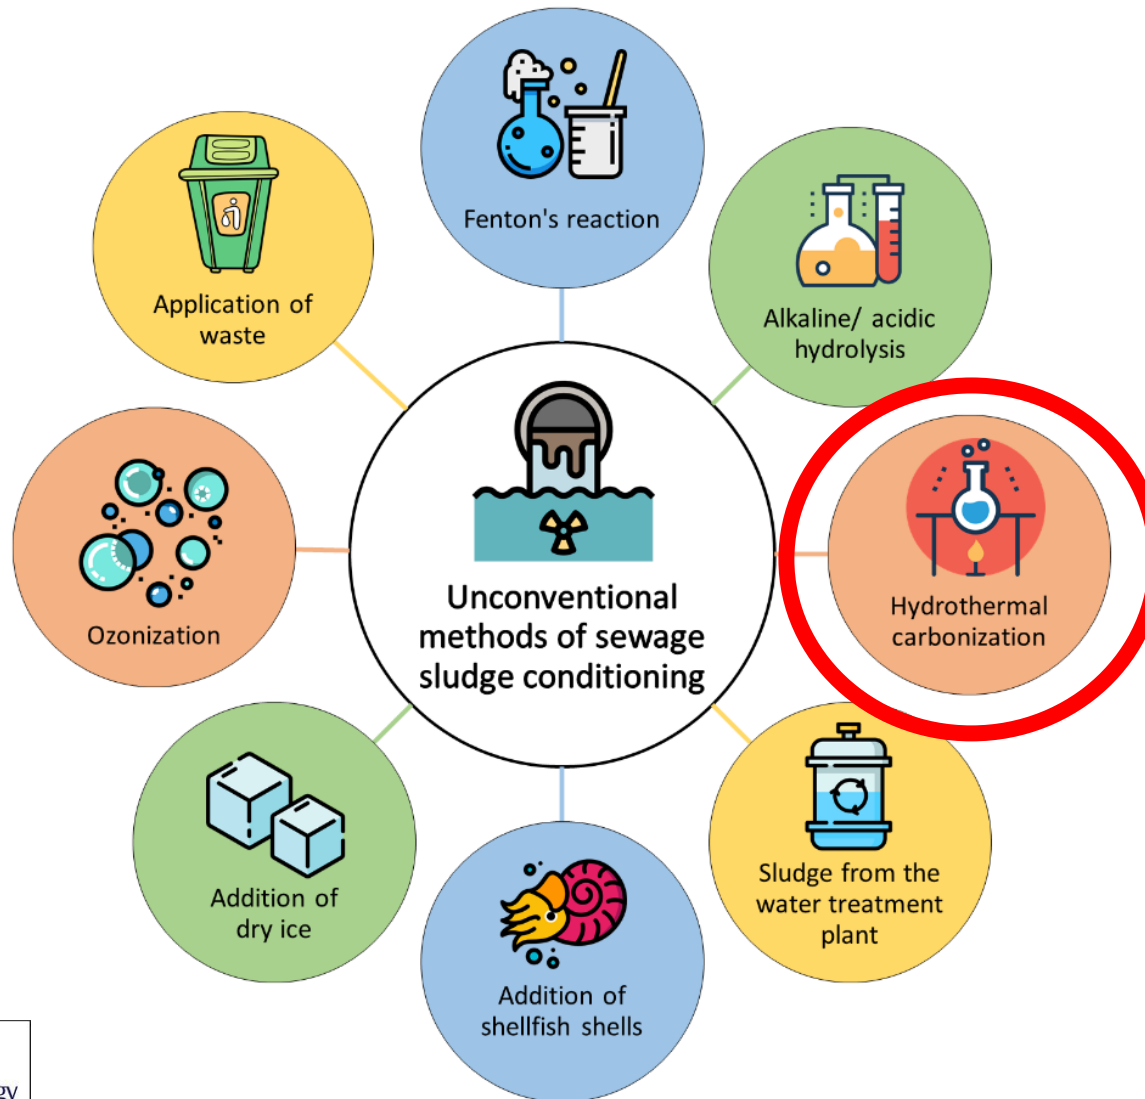 Fenton's reaction
Alkaline/ acidic
hydrolysis
Hydrothermal
carbonization
Sludge from the
water treatment
plant
Addition of
shellfish shells
Addition of
dry ice
Ozonization
Application of
waste
Unconventional
methods of sewage
sludge conditioning